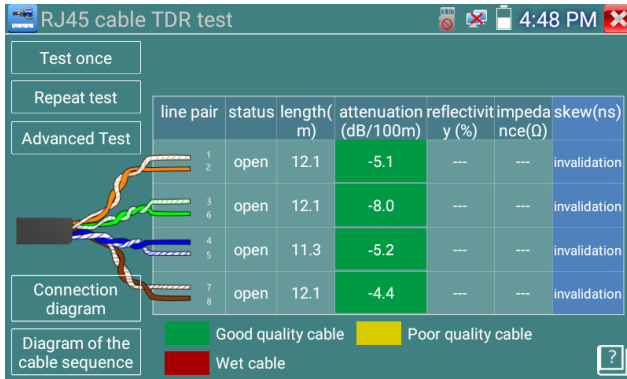 RJ45 cable TDR test
4:48 PM
Test once
Repeat test
Advanced Test
line pair status length(m) attenuation (dB/100m) reflectivity (%) impedance(Ω) skew(ns)
1
2
open 12.1 -5.1 --- --- invalidation
3
6
open 12.1 -8.0 --- --- invalidation
4
5
open 11.3 -5.2 --- --- invalidation
7
8
open 12.1 -4.4 --- --- invalidation
Connection
diagram
Diagram of the
cable sequence
Good quality cable
Poor quality cable
Wet cable
?